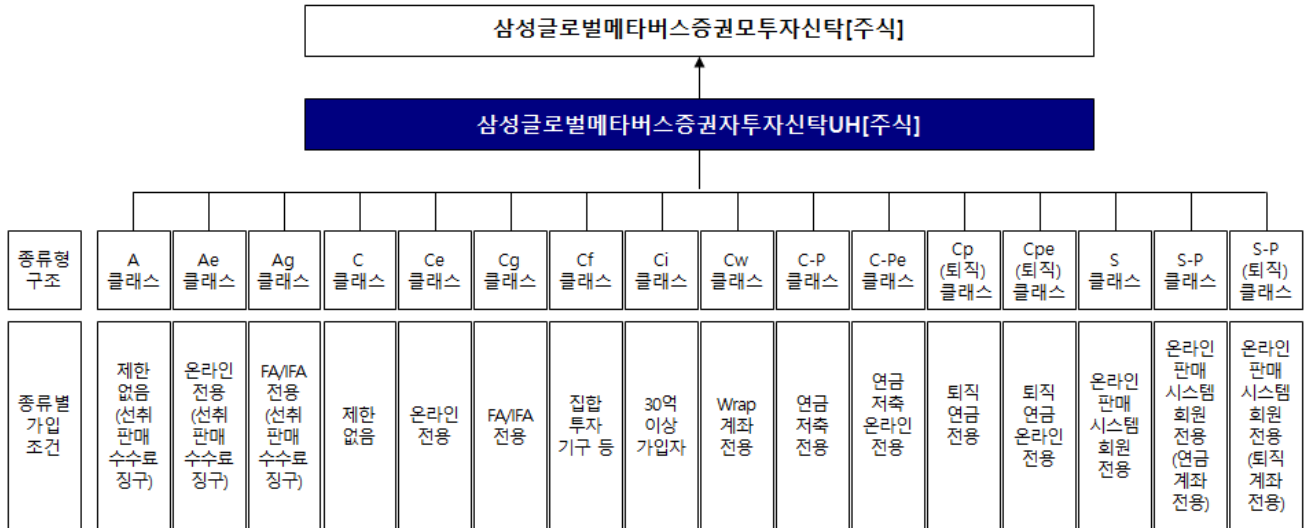 삼성글로벌메타버스증권모투자신탁[주식]
삼성글로벌메타버스증권자투자신탁UH[주식]
종류형
구조
A
클래스
Ae
클래스
Ag
클래스
C
클래스
Ce
클래스
Cg
클래스
Cf
클래스
Ci
클래스
Cw
클래스
C-P
클래스
C-Pe
클래스
Cp
(퇴직)
클래스
Cpe
(퇴직)
클래스
S
클래스
S-P
클래스
S-P
(퇴직)
클래스
종류별
가입
조건
제한
없음
(선취
판매
수수료
징구)
온라인
전용
(선취
판매
수수료
징구)
FA/IFA
전용
(선취
판매
수수료
징구)
제한
없음
온라인
전용
FA/IFA
전용
집합
투자
기구 등
30억
이상
가입자
Wrap
계좌
전용
연금
저축
전용
연금
저축
온라인
전용
퇴직
연금
전용
퇴직
연금
온라인
전용
온라인
판매
시스템
회원
전용
온라인
판매
시스템
회원
전용
(연금
계좌
전용)
온라인
판매
시스템
회원
전용
(퇴직
계좌
전용)